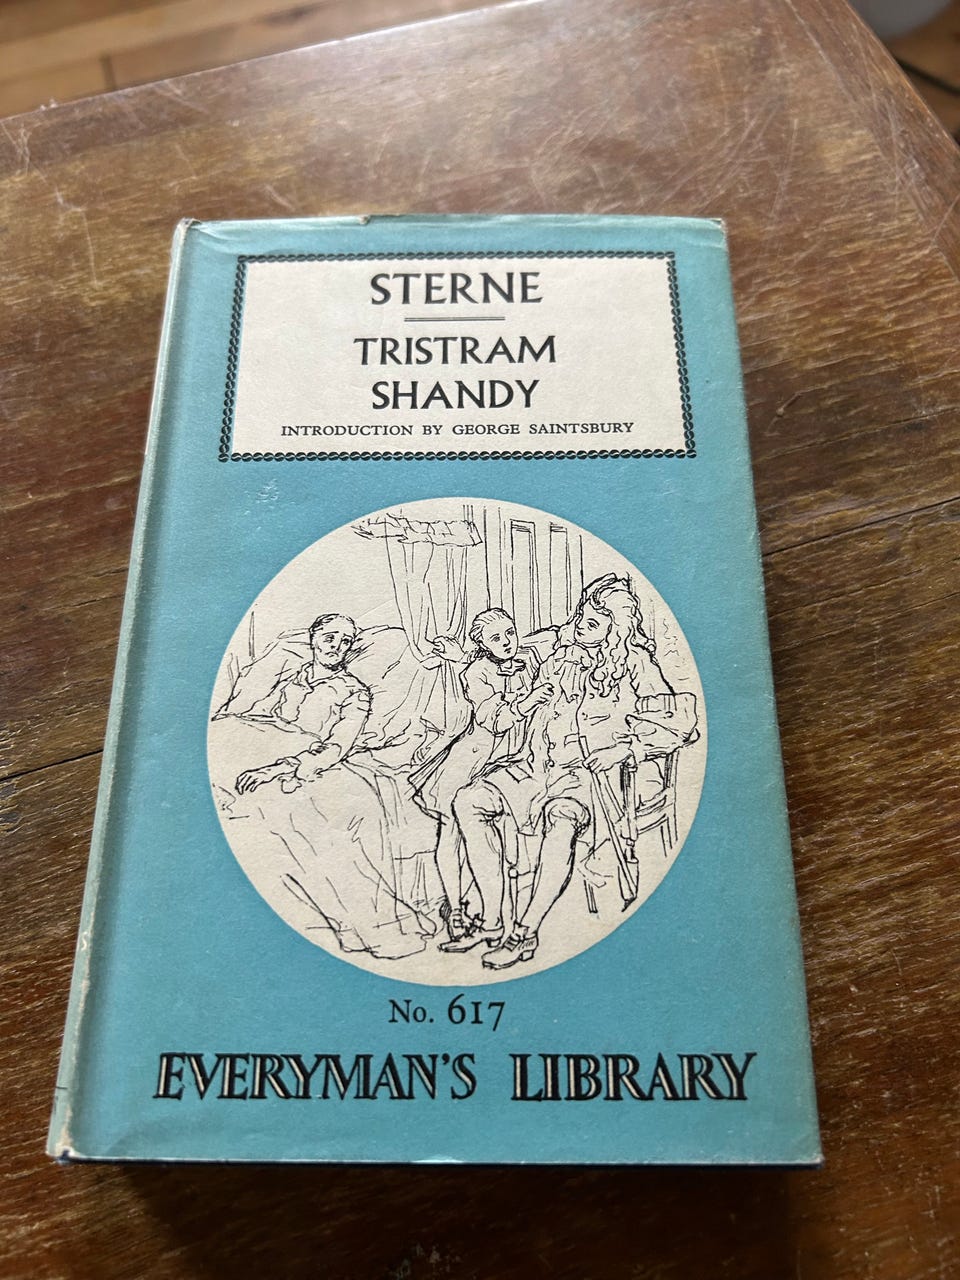 STERNE
TRISTRAM
SHANDY
INTRODUCTION BY GEORGE SAINTSBURY
No. 617
EVERYMAN'S LIBRARY